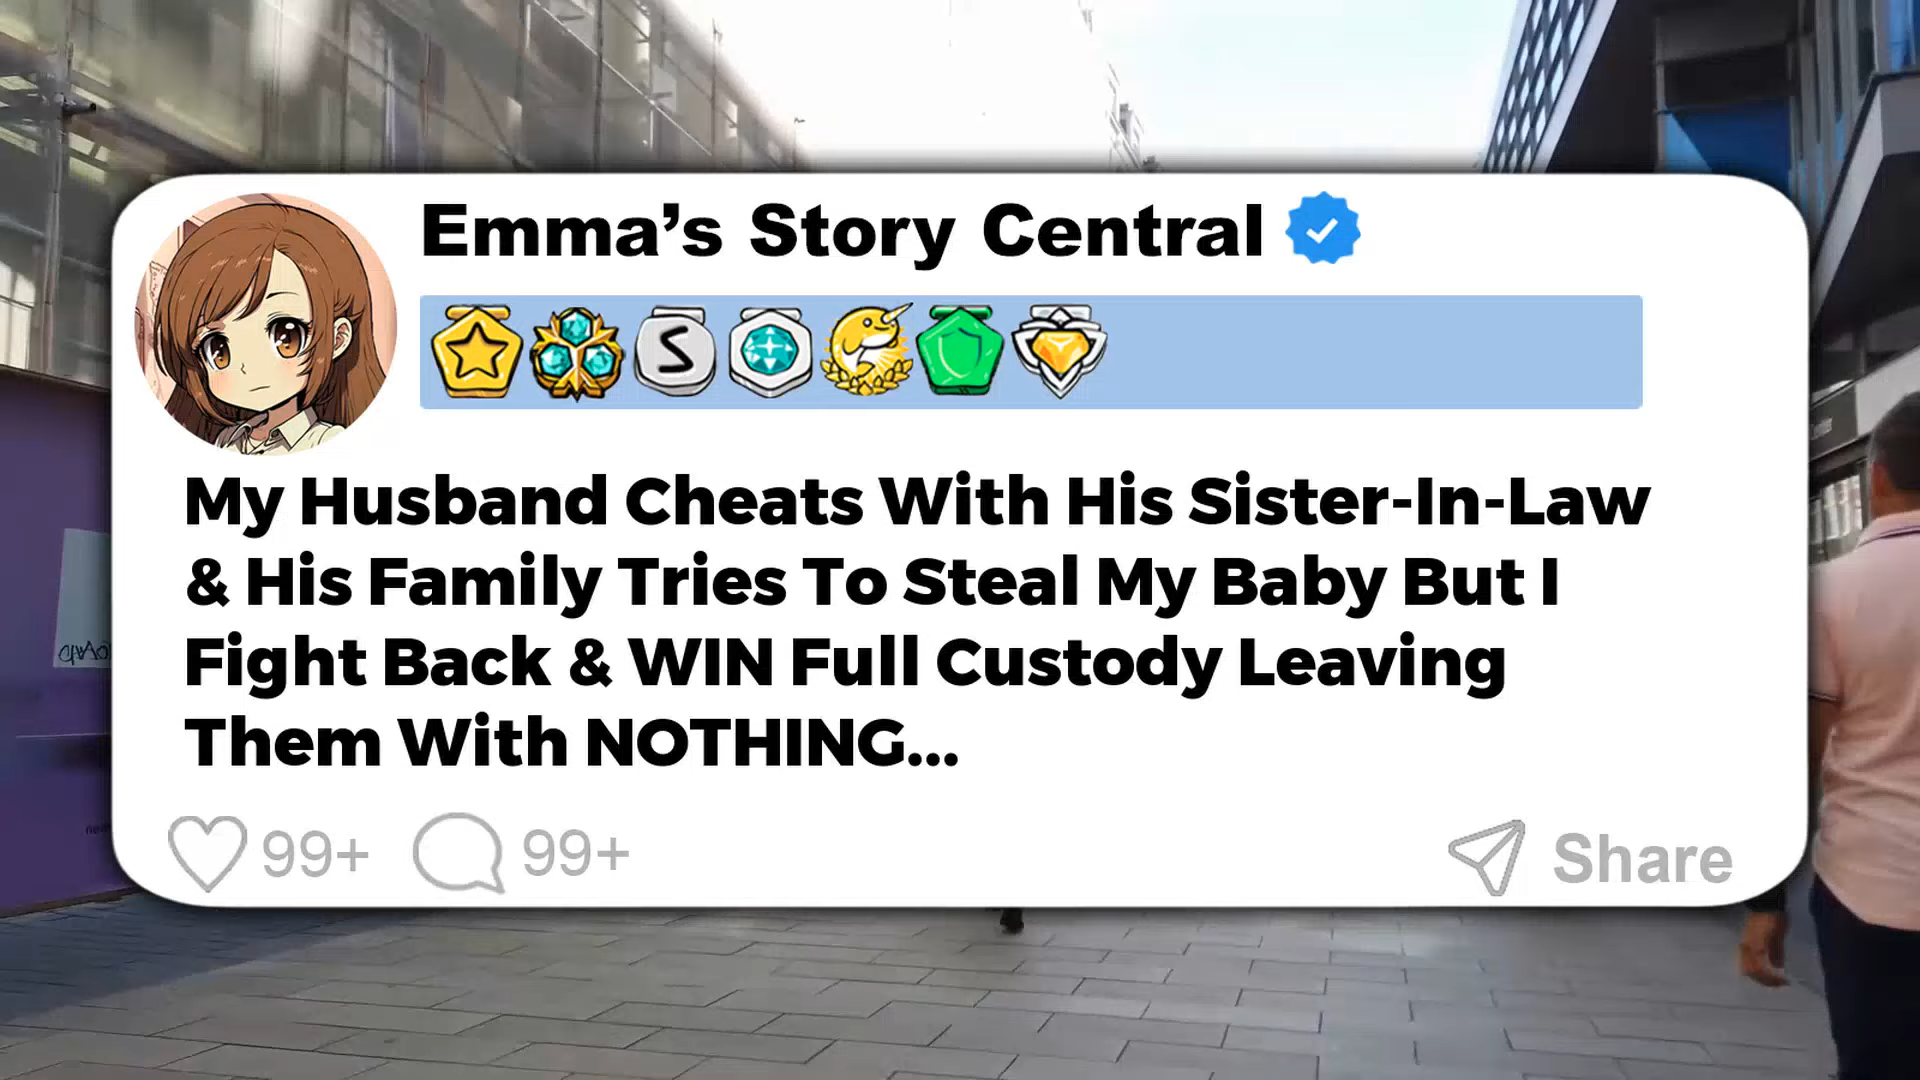 Emma’s Story Central
S
My Husband Cheats With His Sister-In-Law
& His Family Tries To Steal My Baby But I
Fight Back & WIN Full Custody Leaving
Them With NOTHING...
99+ 99+ Share